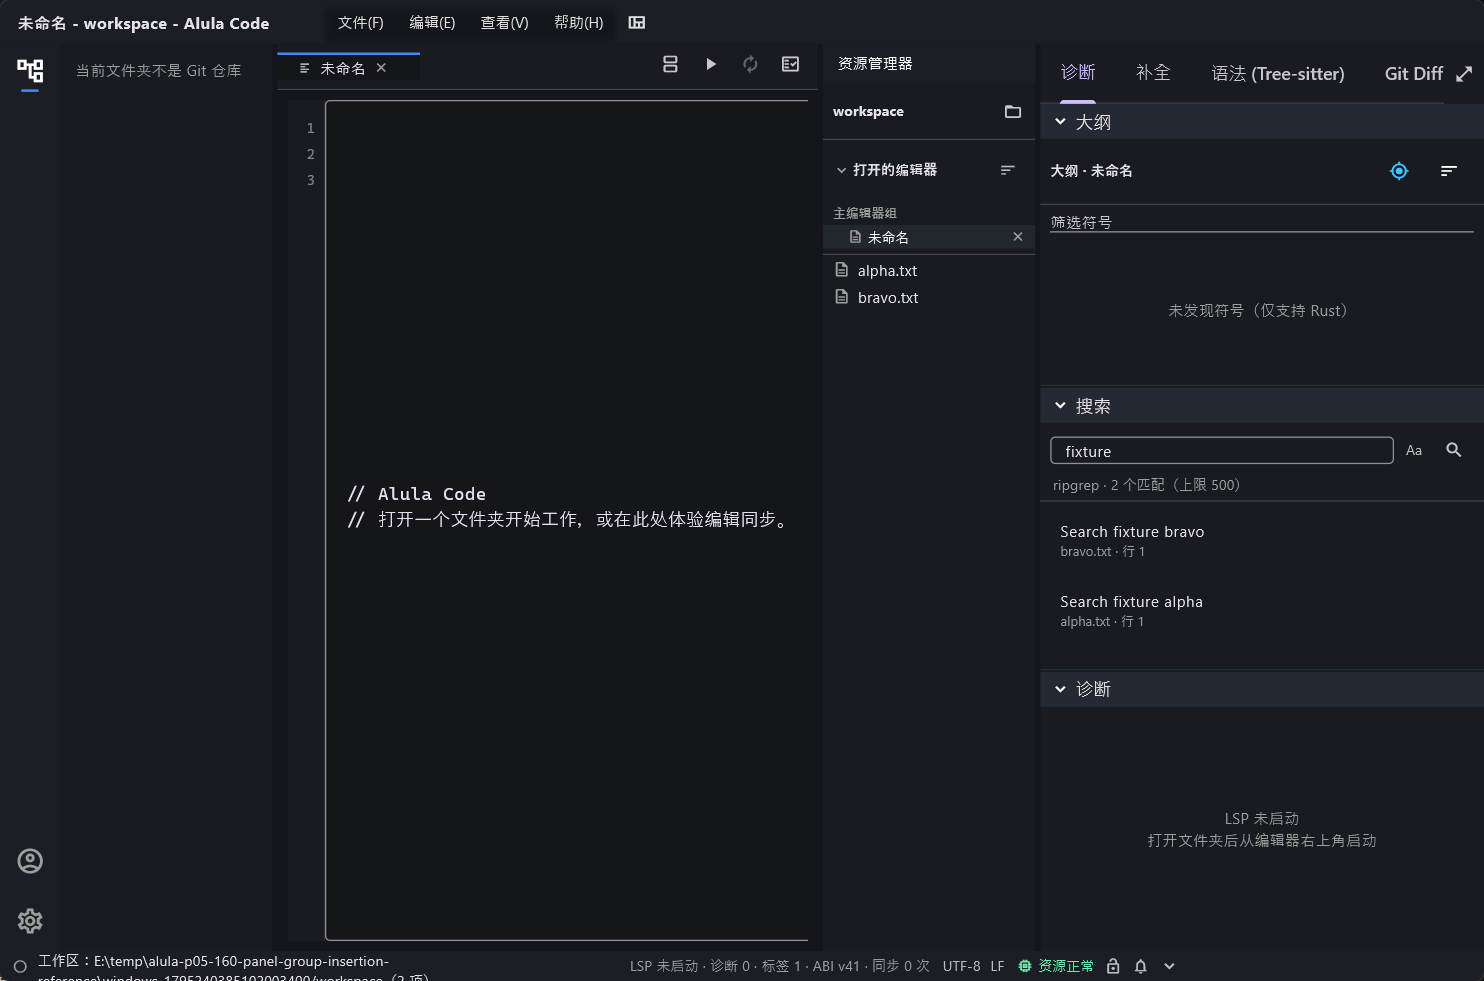 未命名 - workspace - Alula Code
文件(F) 编辑(E) 查看(V) 帮助(H)
当前文件夹不是 Git 仓库
未命名
1
2
3
// Alula Code
// 打开一个文件夹开始工作，或在此处体验编辑同步。
资源管理器
workspace
打开的编辑器
主编辑器组
未命名
alpha.txt
bravo.txt
诊断 补全 语法 (Tree-sitter) Git Diff
大纲
大纲 · 未命名
筛选符号
未发现符号（仅支持 Rust）
搜索
fixture
Aa
ripgrep · 2 个匹配（上限 500）
Search fixture bravo
bravo.txt · 行 1
Search fixture alpha
alpha.txt · 行 1
诊断
LSP 未启动
打开文件夹后从编辑器右上角启动
工作区：E:\temp\alula-p05-160-panel-group-insertion-
reference\windows-1795240385102003400/workspace（2 项）
LSP 未启动 · 诊断 0 · 标签 1 · ABI v41 · 同步 0 次 UTF-8 LF 资源正常